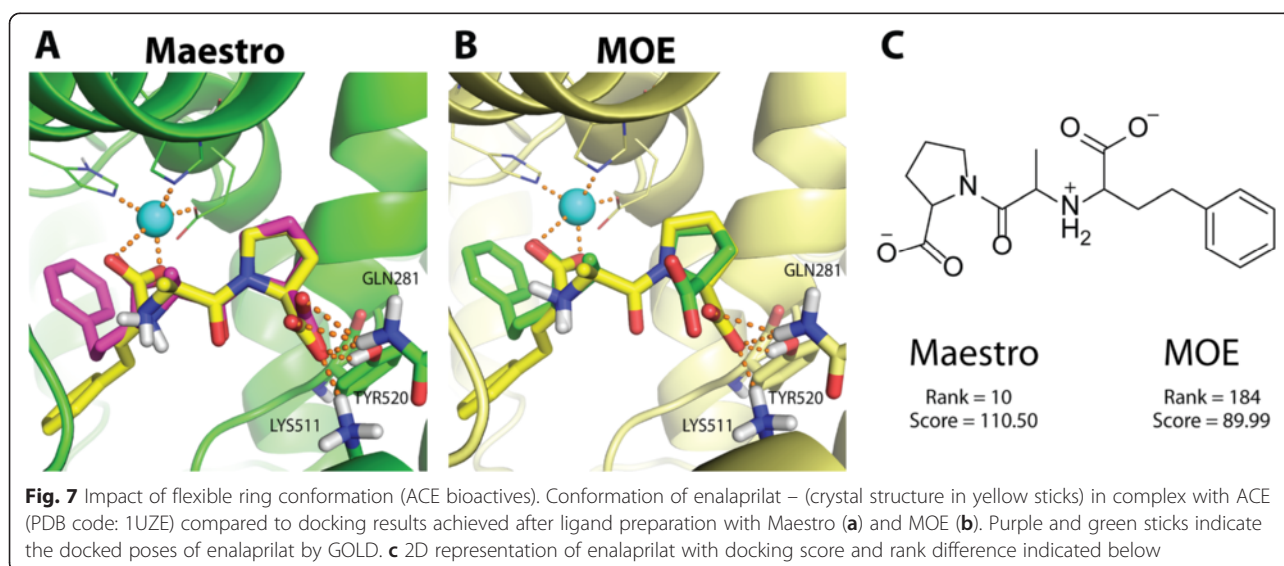 A Maestro
B MOE
C
GLN281
TYR520
LYS511
GLN281
TYR520
LYS511
O
O⁻
N
O
N
+
H₂
⁻O
O
Maestro
Rank = 10
Score = 110.50
MOE
Rank = 184
Score = 89.99
Fig. 7 Impact of flexible ring conformation (ACE bioactives). Conformation of enalaprilat – (crystal structure in yellow sticks) in complex with ACE
(PDB code: 1UZE) compared to docking results achieved after ligand preparation with Maestro (a) and MOE (b). Purple and green sticks indicate
the docked poses of enalaprilat by GOLD. c 2D representation of enalaprilat with docking score and rank difference indicated below